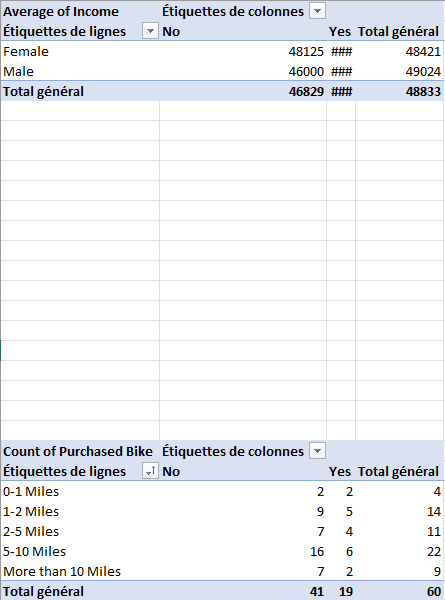 Average of Income Étiquettes de colonnes
Étiquettes de lignes No Yes Total général
Female 48125 ### 48421
Male 46000 ### 49024
Total général 46829 ### 48833
Count of Purchased Bike Étiquettes de colonnes
Étiquettes de lignes No Yes Total général
0-1 Miles 2 2 4
1-2 Miles 9 5 14
2-5 Miles 7 4 11
5-10 Miles 16 6 22
More than 10 Miles 7 2 9
Total général 41 19 60